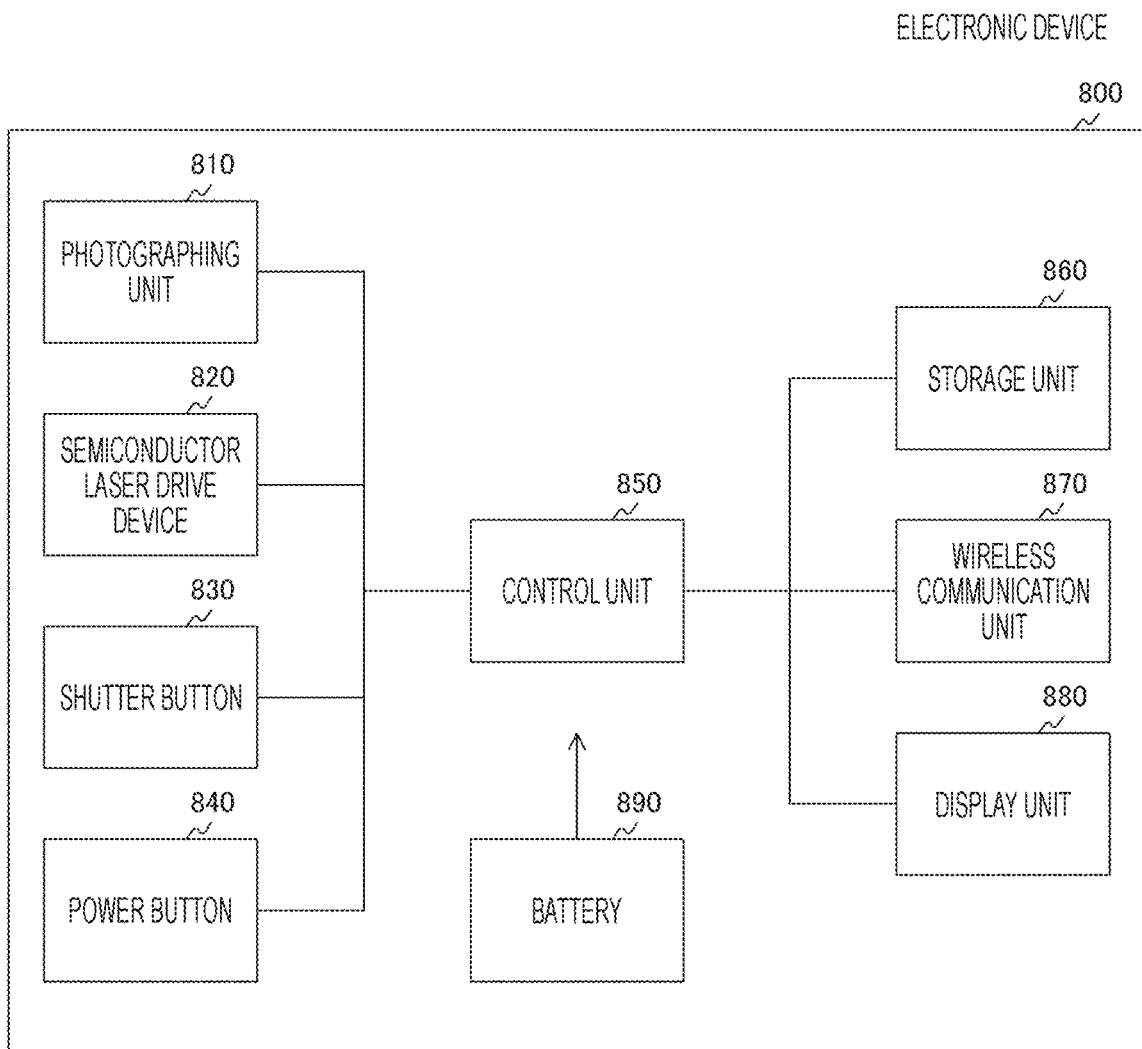 ELECTRONIC DEVICE
800
810
PHOTOGRAPHING
UNIT
820
SEMICONDUCTOR
LASER DRIVE
DEVICE
830
SHUTTER BUTTON
840
POWER BUTTON
850
CONTROL UNIT
890
BATTERY
860
STORAGE UNIT
870
WIRELESS
COMMUNICATION
UNIT
880
DISPLAY UNIT